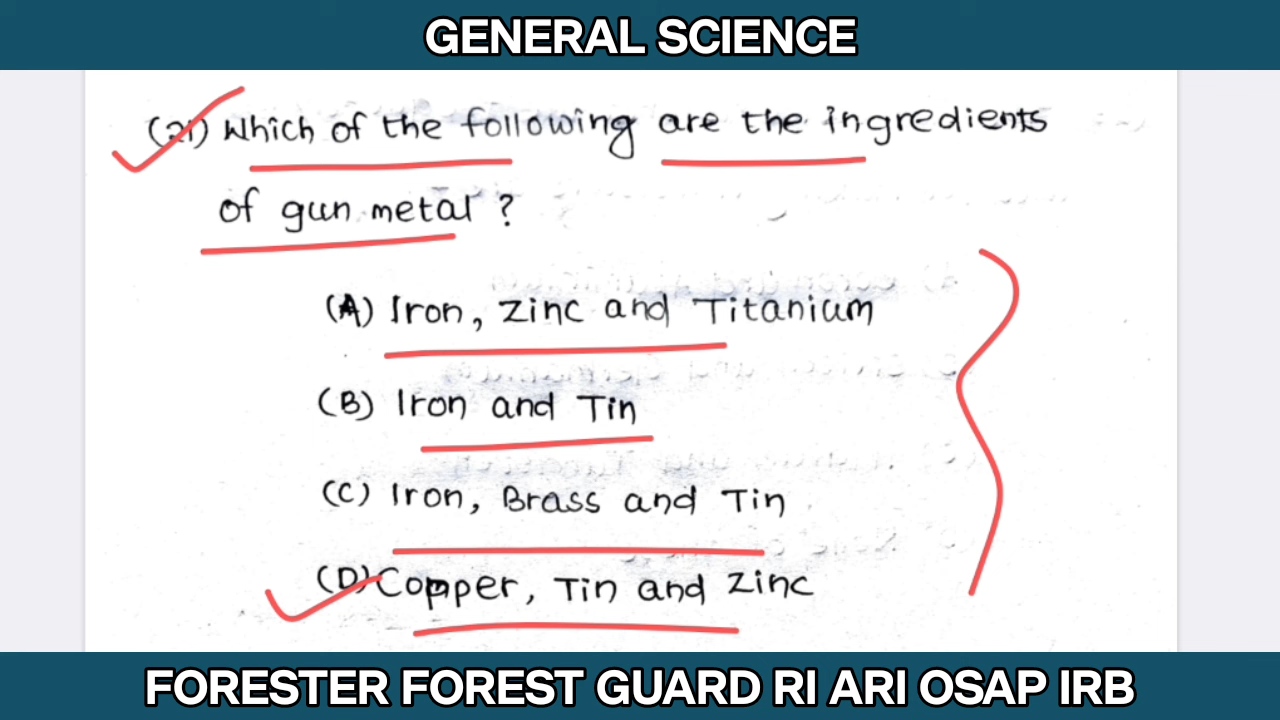 GENERAL SCIENCE
(21) Which of the following are the ingredients
of gun metal ?
(A) Iron, Zinc and Titanium
(B) Iron and Tin
(C) Iron, Brass and Tin
(D) Copper, Tin and Zinc
FORESTER FOREST GUARD RI ARI OSAP IRB